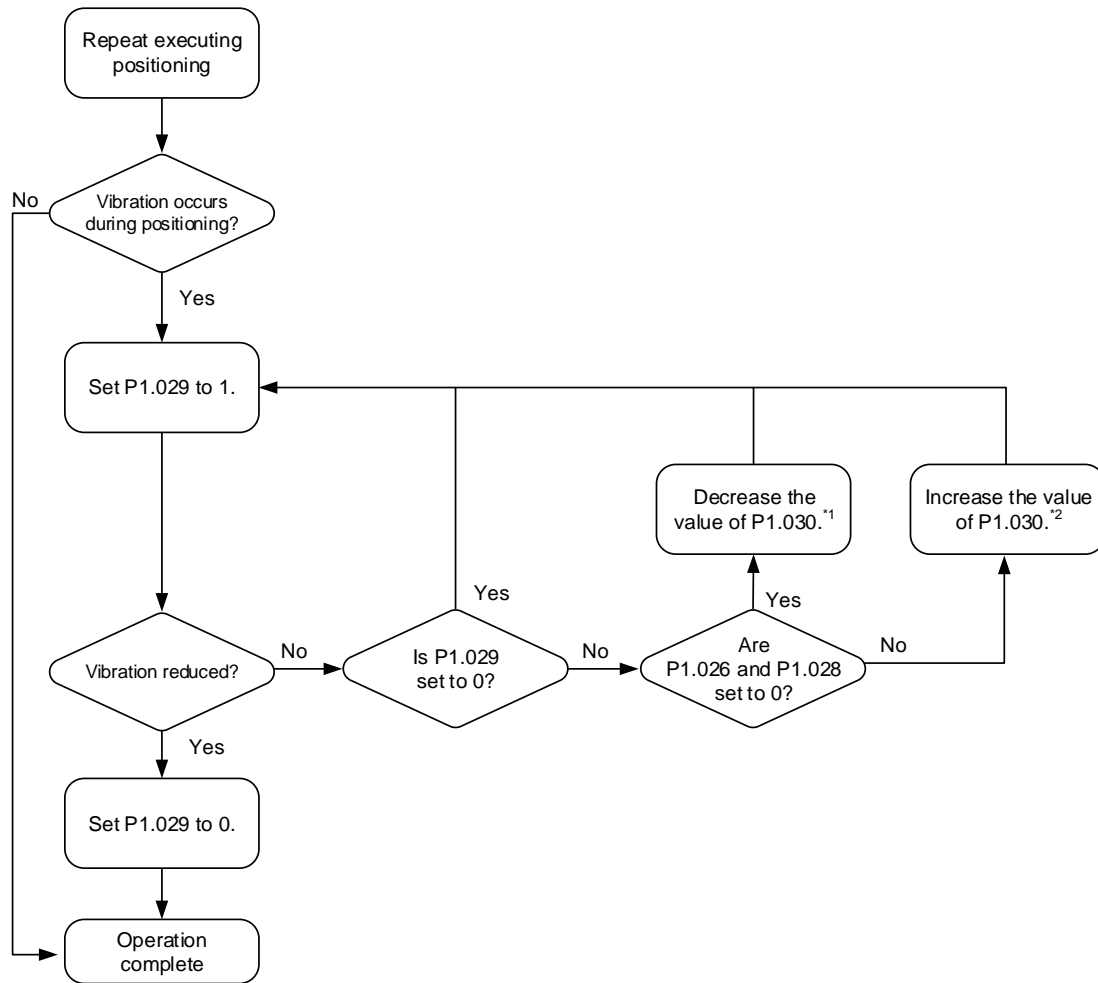 Repeat executing
positioning
No
Vibration occurs
during positioning?
Yes
Set P1.029 to 1.
Decrease the
value of P1.030.*1
Increase the value
of P1.030.*2
Yes
Yes
Vibration reduced?
No
Is P1.029
set to 0?
No
Are
P1.026 and P1.028
set to 0?
No
Yes
Set P1.029 to 0.
Operation
complete